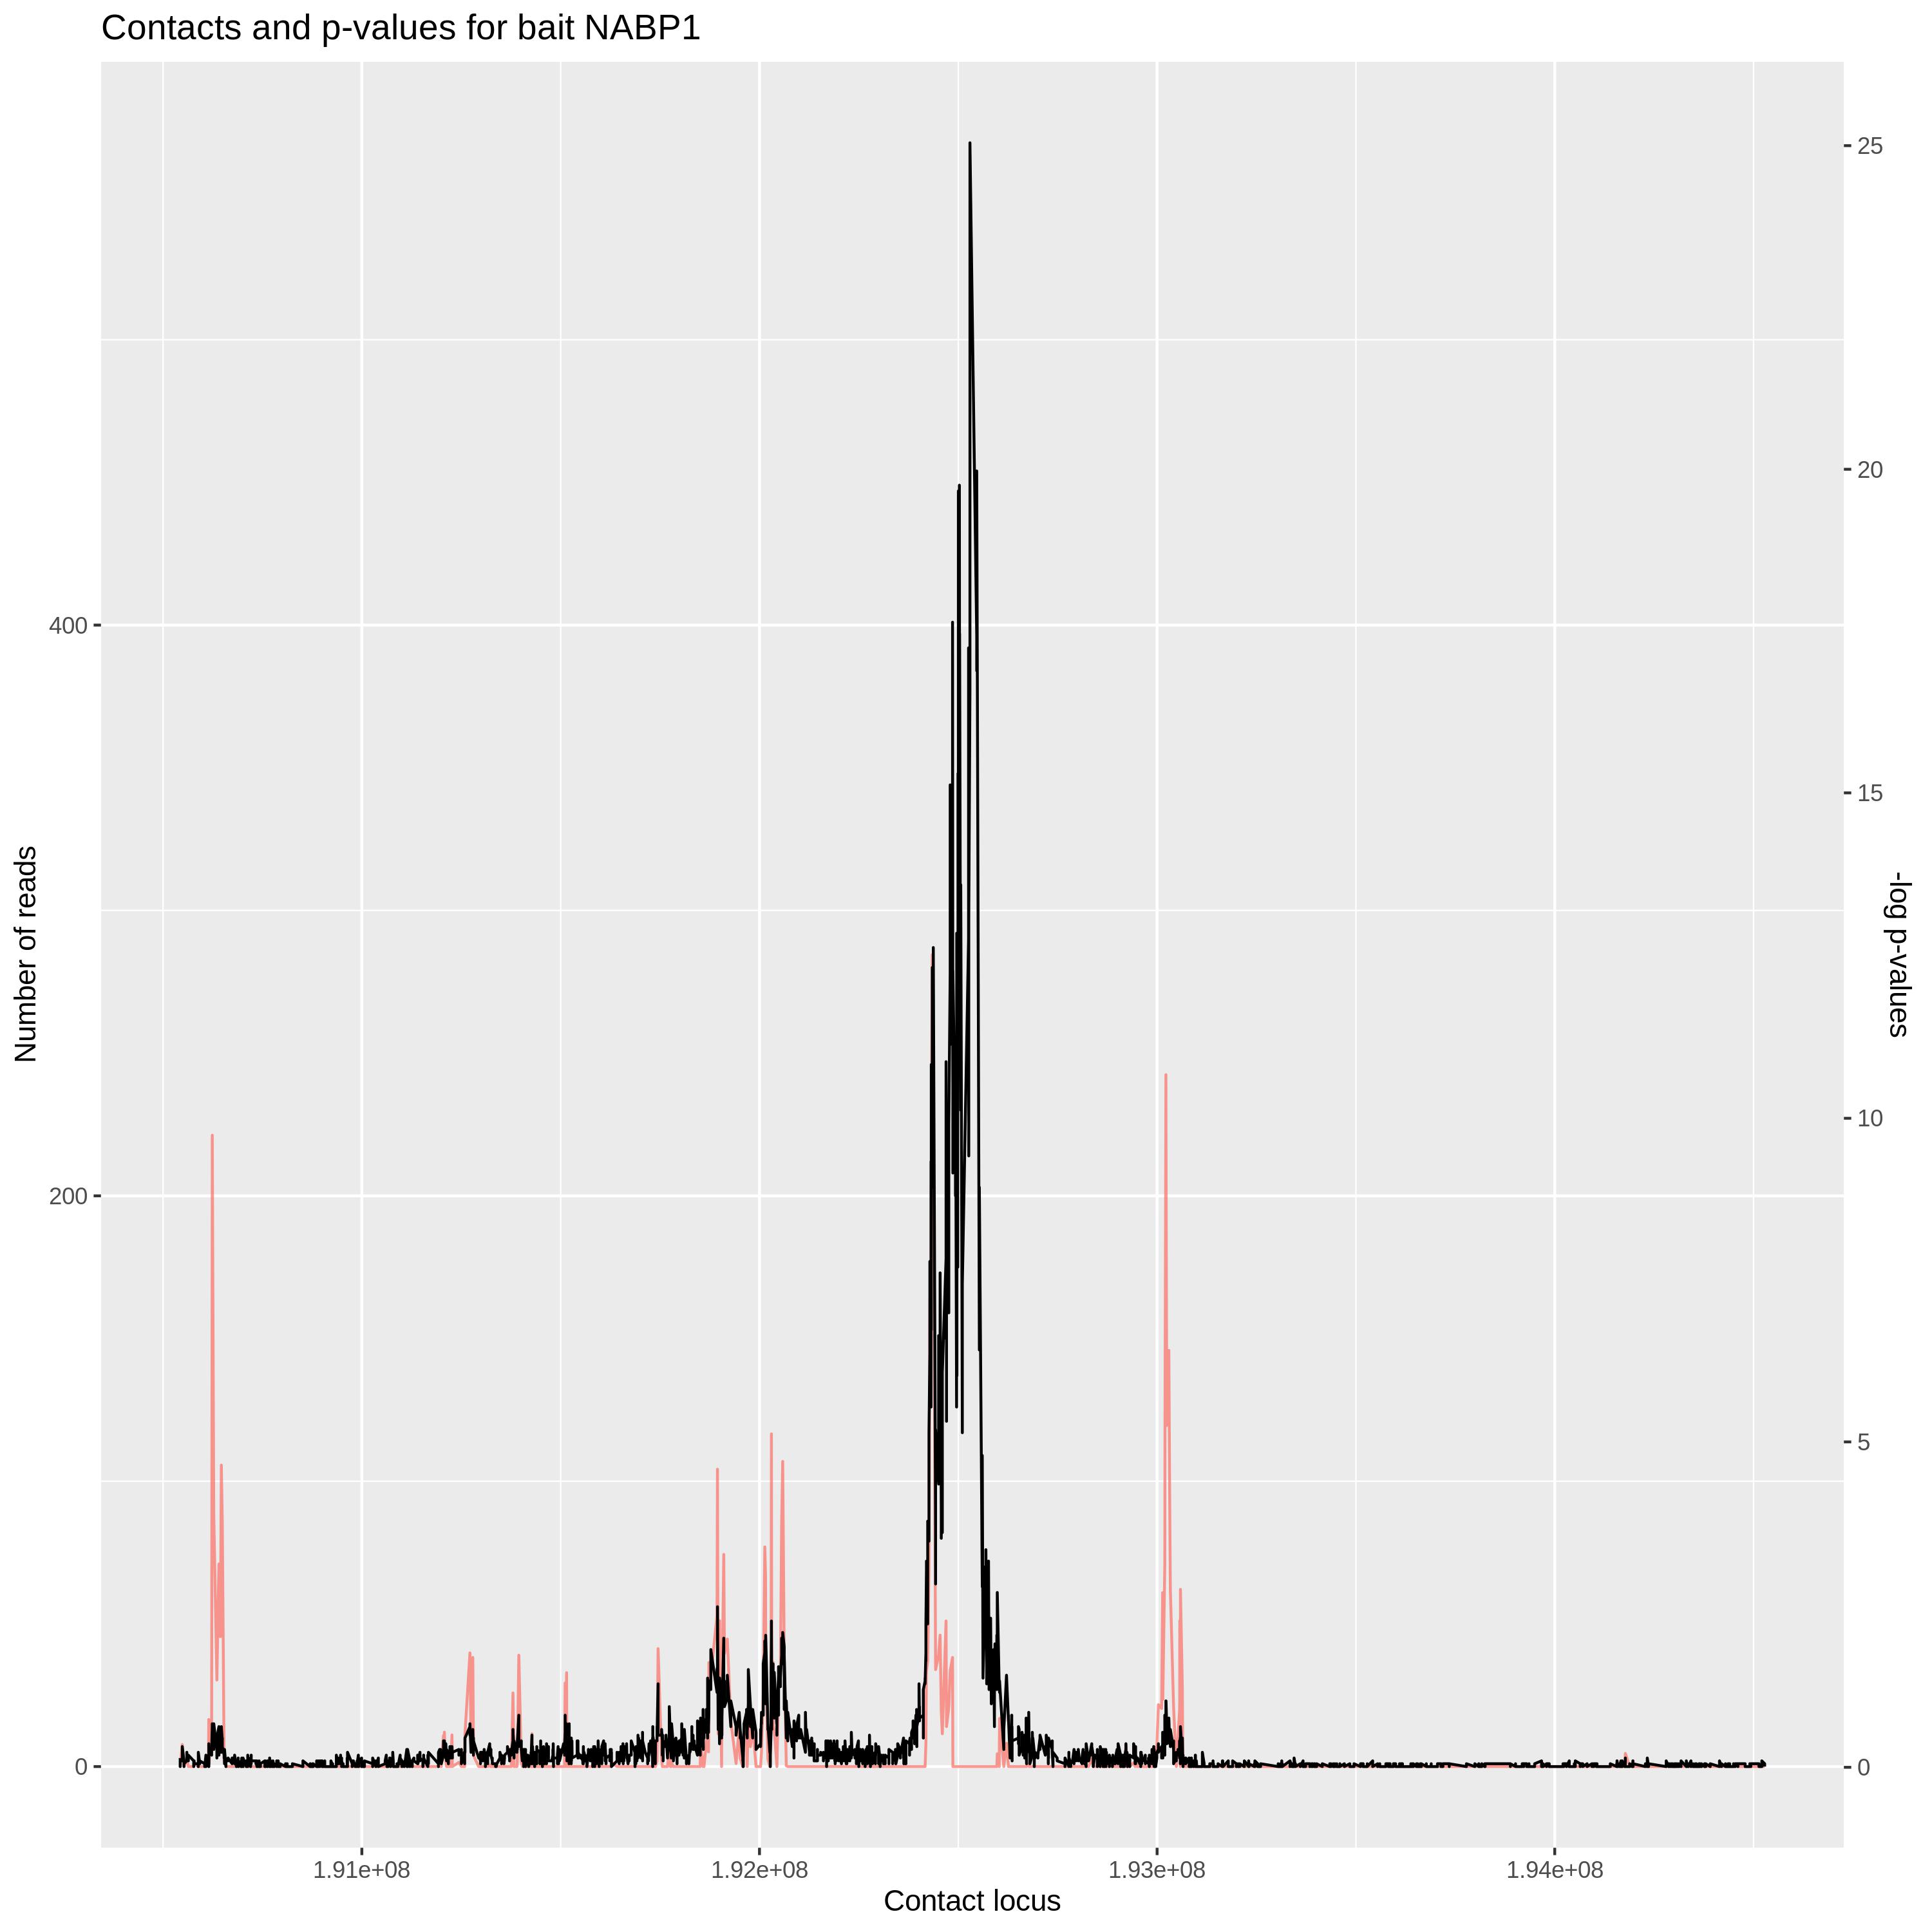 Contacts and p-values for bait NABP1
Number of reads
400
200
0
25
20
15
10
5
0
-log p-values
1.91e+08
1.92e+08
1.93e+08
1.94e+08
Contact locus